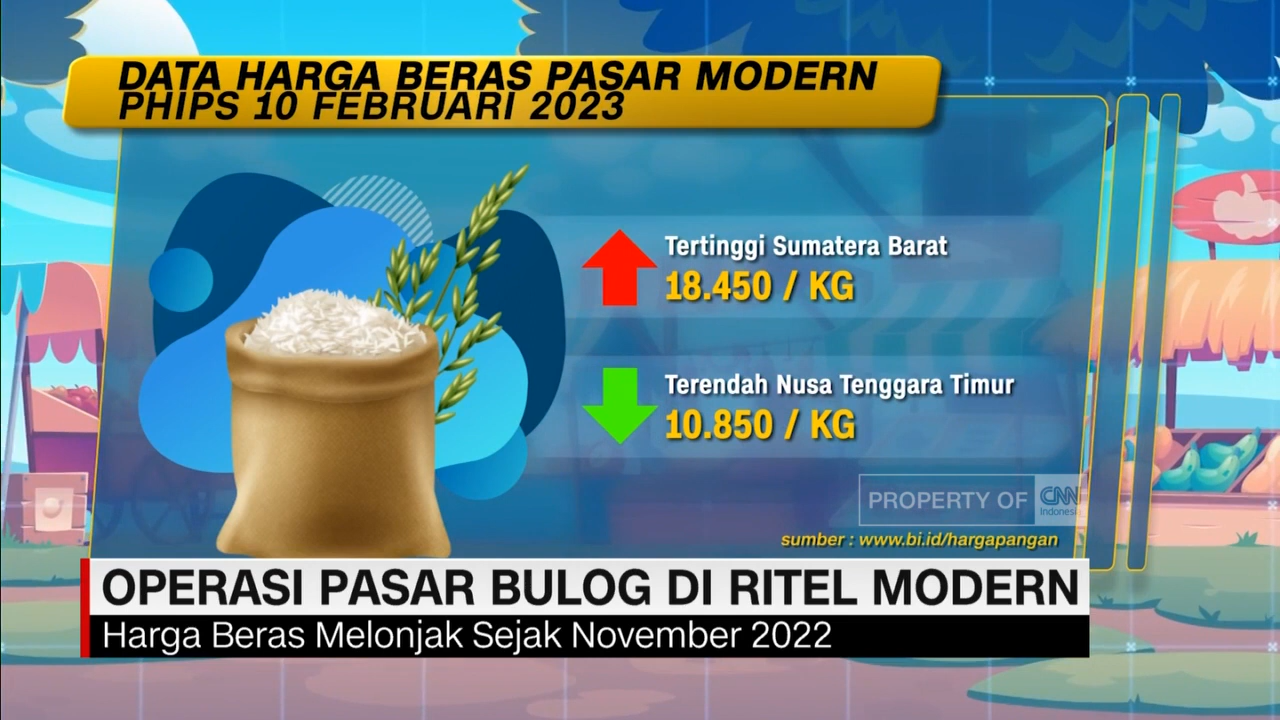 DATA HARGA BERAS PASAR MODERN
PHIPS 10 FEBRUARI 2023
Tertinggi Sumatera Barat
18.450 / KG
Terendah Nusa Tenggara Timur
10.850 / KG
PROPERTY OF CNN Indonesia
sumber : www.bi.id/hargapangan
OPERASI PASAR BULOG DI RITEL MODERN
Harga Beras Melonjak Sejak November 2022